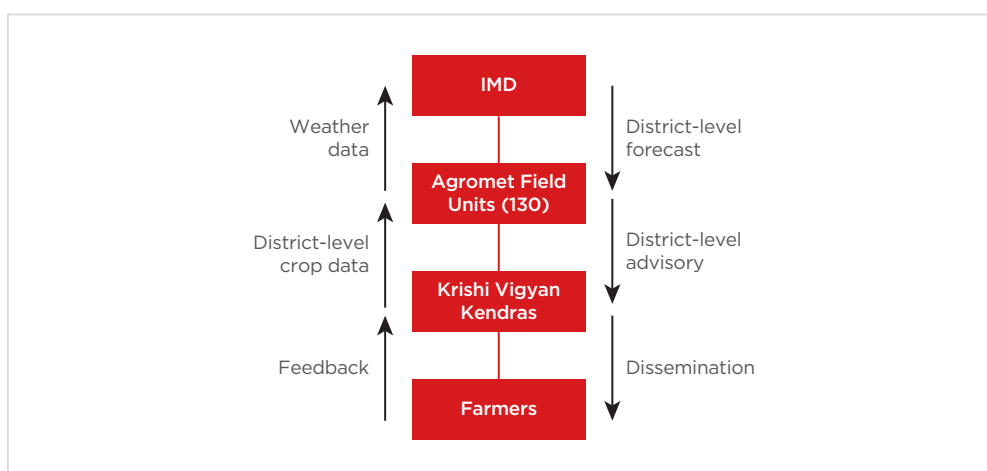 IMD
Weather
data
District-level
forecast
Agromet Field
Units (130)
District-level
crop data
District-level
advisory
Krishi Vigyan
Kendras
Feedback
Dissemination
Farmers